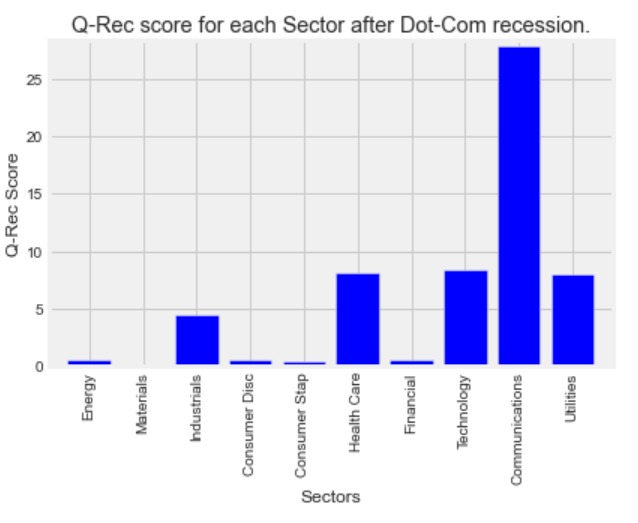 Q-Rec score for each Sector after Dot-Com recession.
25
20
15
10
5
0
Q-Rec Score
Energy
Materials
Industrials
Consumer Disc
Consumer Stap
Health Care
Financial
Technology
Communications
Utilities
Sectors